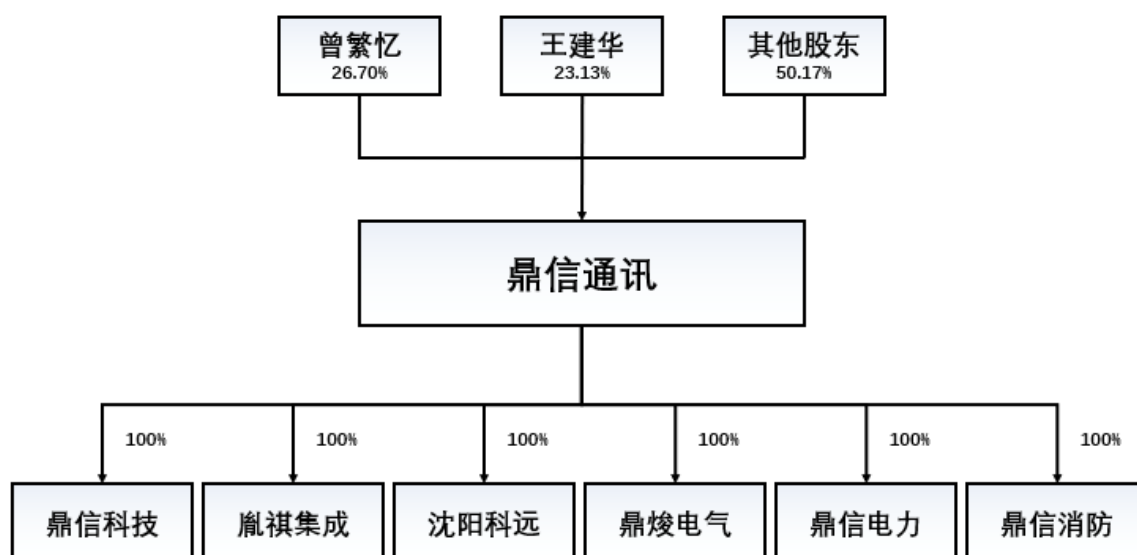 曾繁忆
26.70%
王建华
23.13%
其他股东
50.17%
鼎信通讯
100%
100%
100%
100%
100%
100%
鼎信科技
胤祺集成
沈阳科远
鼎焌电气
鼎信电力
鼎信消防